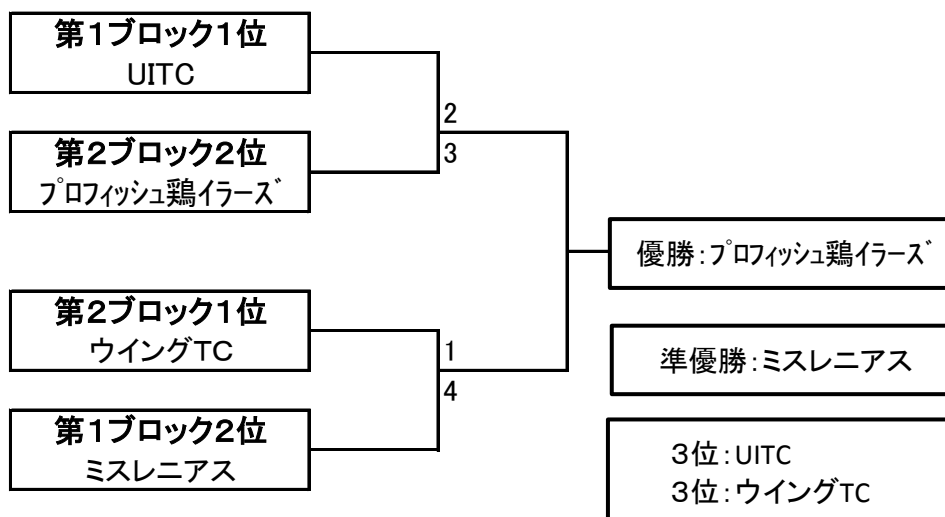 第1ブロック1位
UITC
2
3
第2ブロック2位
プロフィッシュ鶏イラーズ
優勝:プロフィッシュ鶏イラーズ
第2ブロック1位
ウイングTC
1
4
準優勝:ミスレニアス
第1ブロック2位
ミスレニアス
3位:UITC
3位:ウイングTC